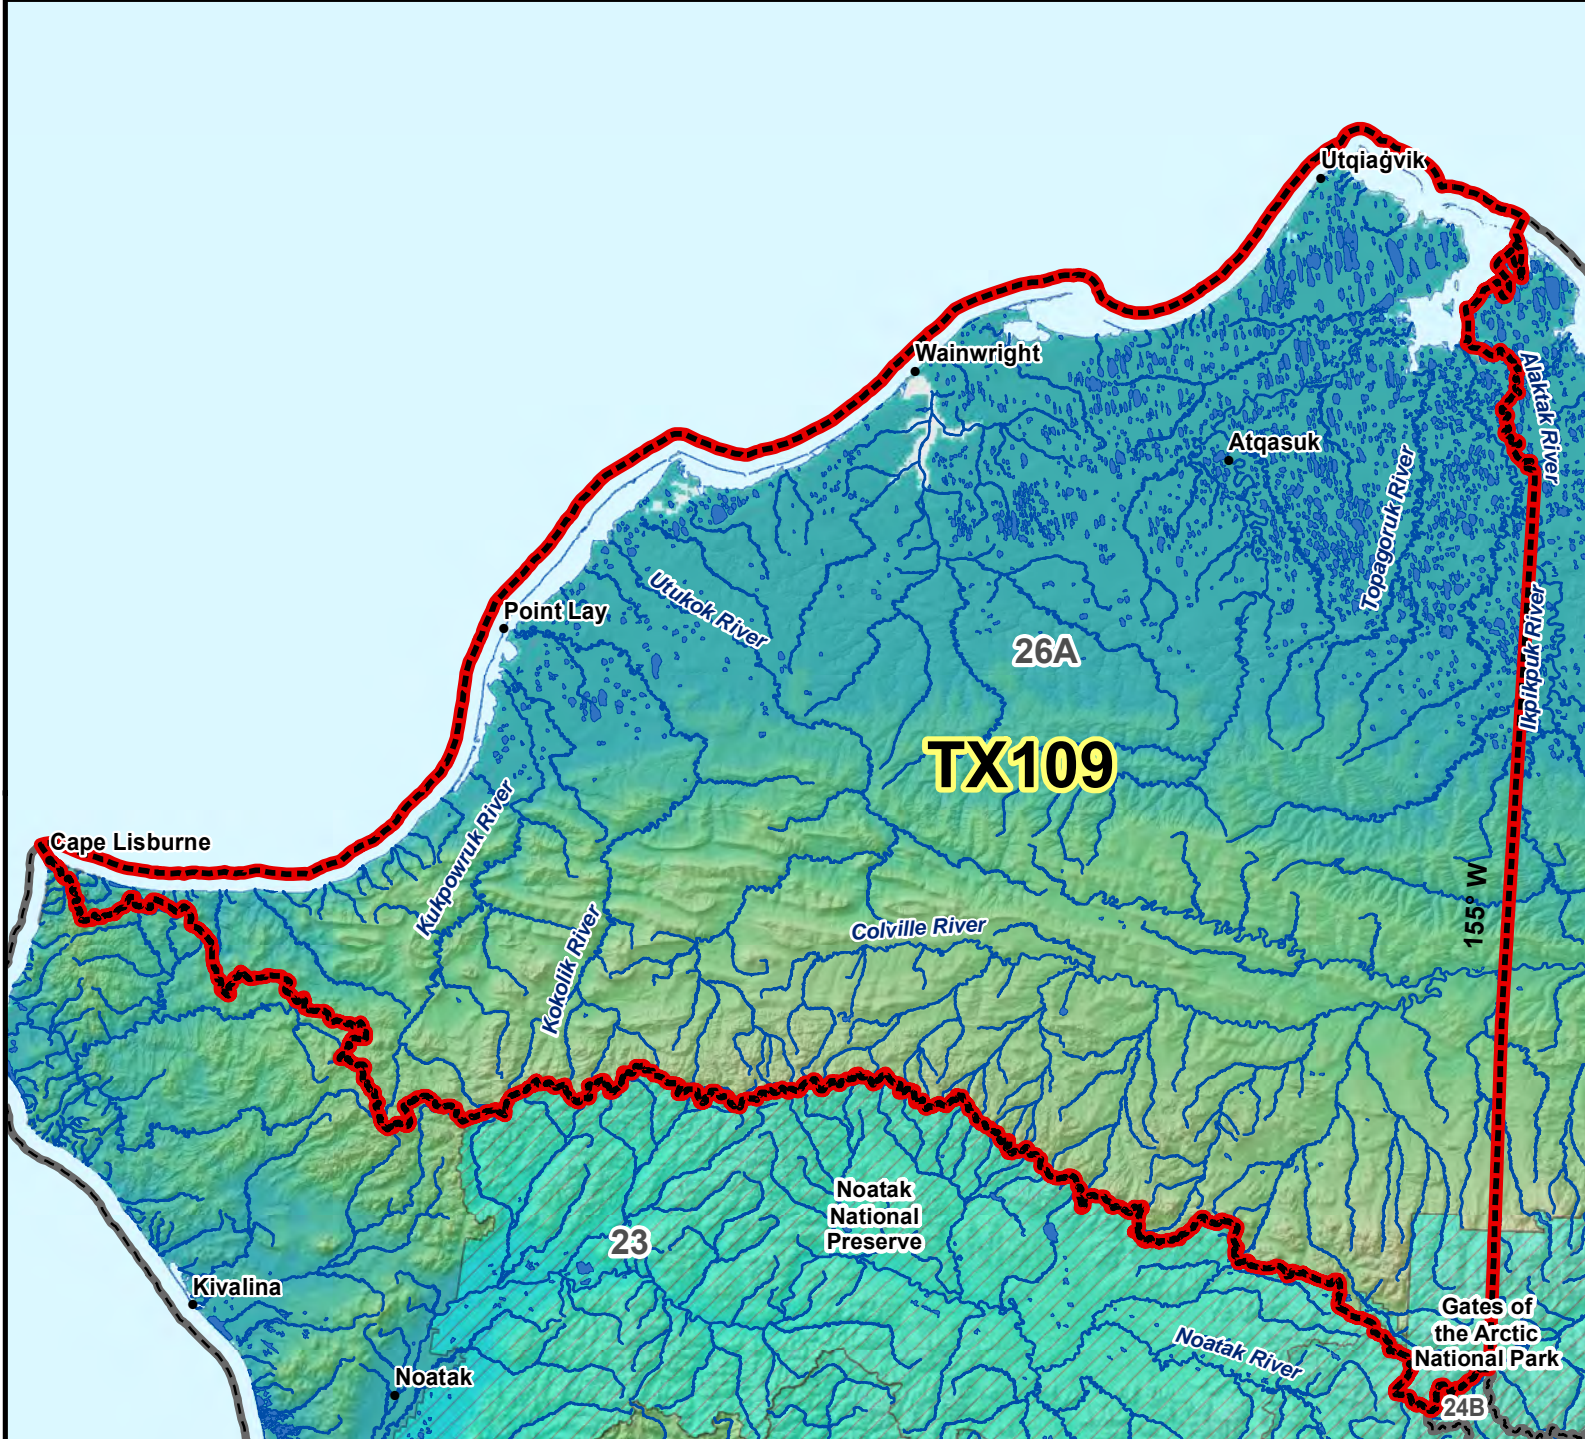 Utqiaġvik
Wainwright
Alaktak River
Atqasuk
Topagoruk River
Utukok River
Point Lay
26A
Ikpikpuk River
TX109
Kukpowruk River
Cape Lisburne
155° W
Colville River
Kokolik River
Noatak
National
Preserve
23
Kivalina
Gates of
the Arctic
National Park
Noatak River
Noatak
24B